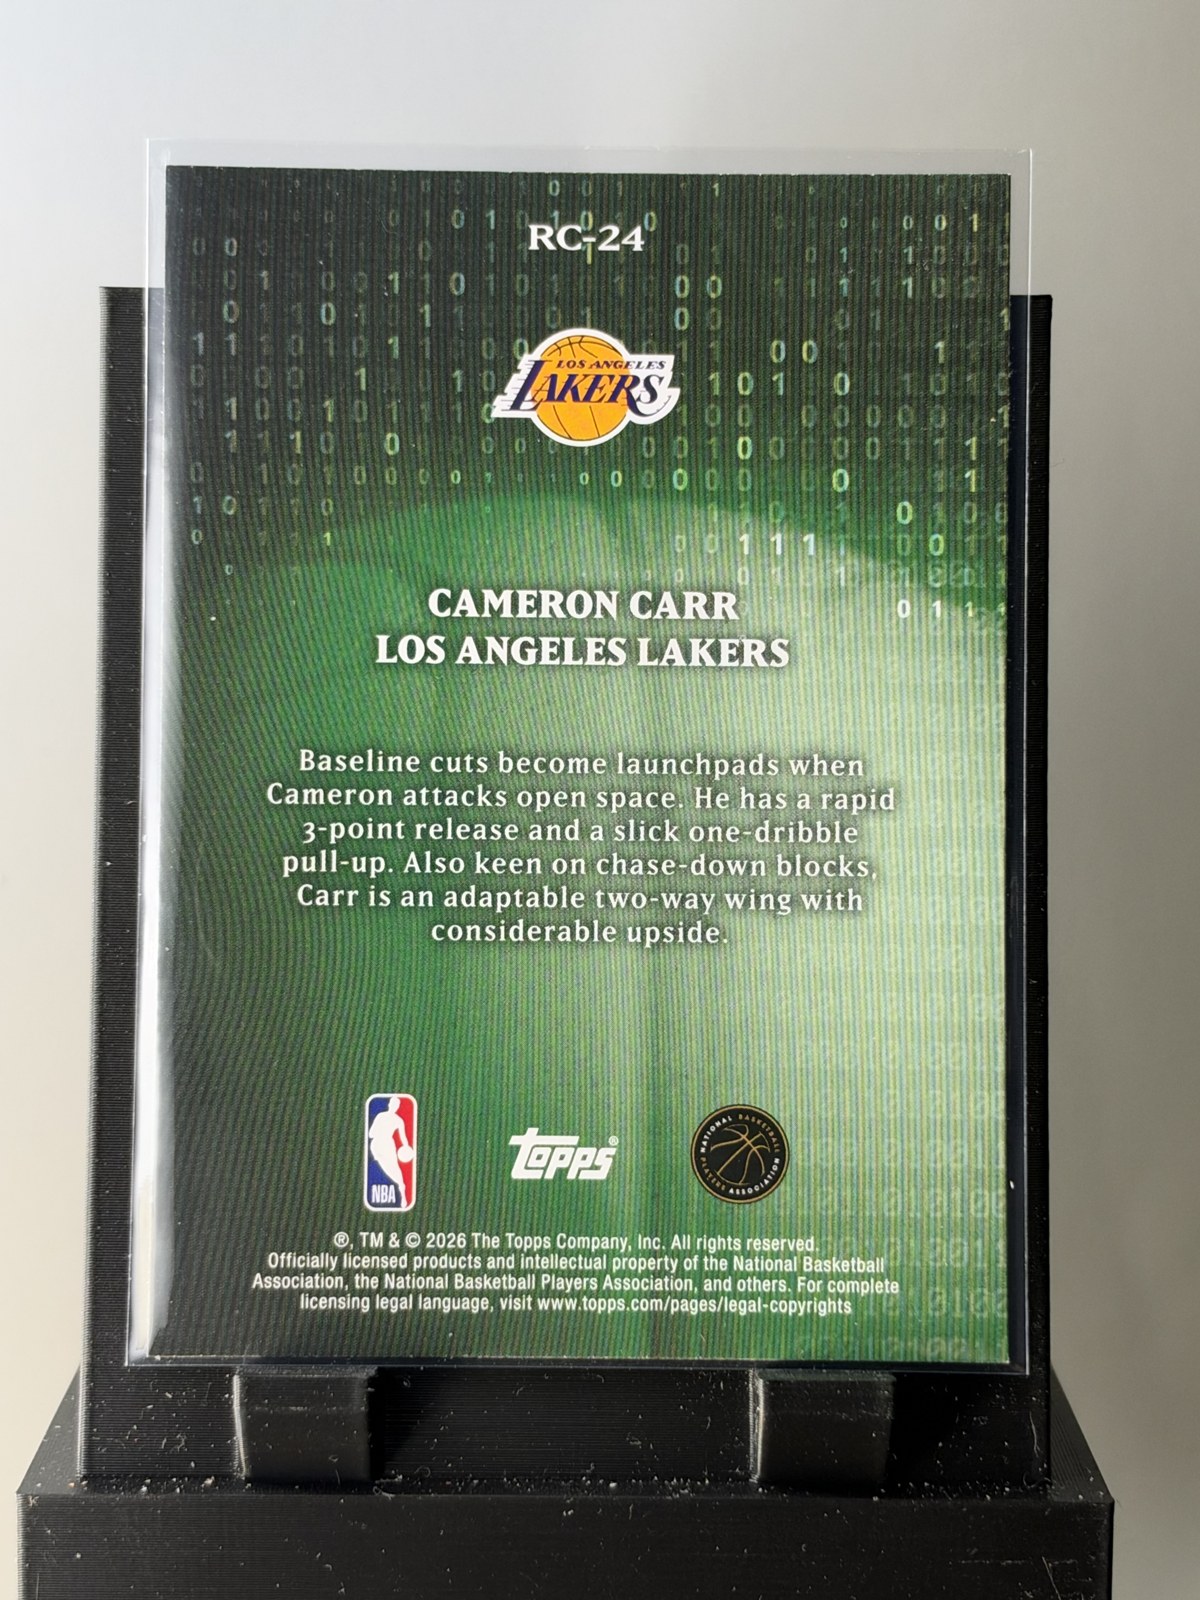 RC-24
LOS ANGELES
LAKERS
CAMERON CARR
LOS ANGELES LAKERS
Baseline cuts become launchpads when
Cameron attacks open space. He has a rapid
3-point release and a slick one-dribble
pull-up. Also keen on chase-down blocks,
Carr is an adaptable two-way wing with
considerable upside.
NBA
topps®
NATIONAL BASKETBALL
PLAYERS ASSOCIATION
®, TM & © 2026 The Topps Company, Inc. All rights reserved.
Officially licensed products and intellectual property of the National Basketball
Association, the National Basketball Players Association, and others. For complete
licensing legal language, visit www.topps.com/pages/legal-copyrights